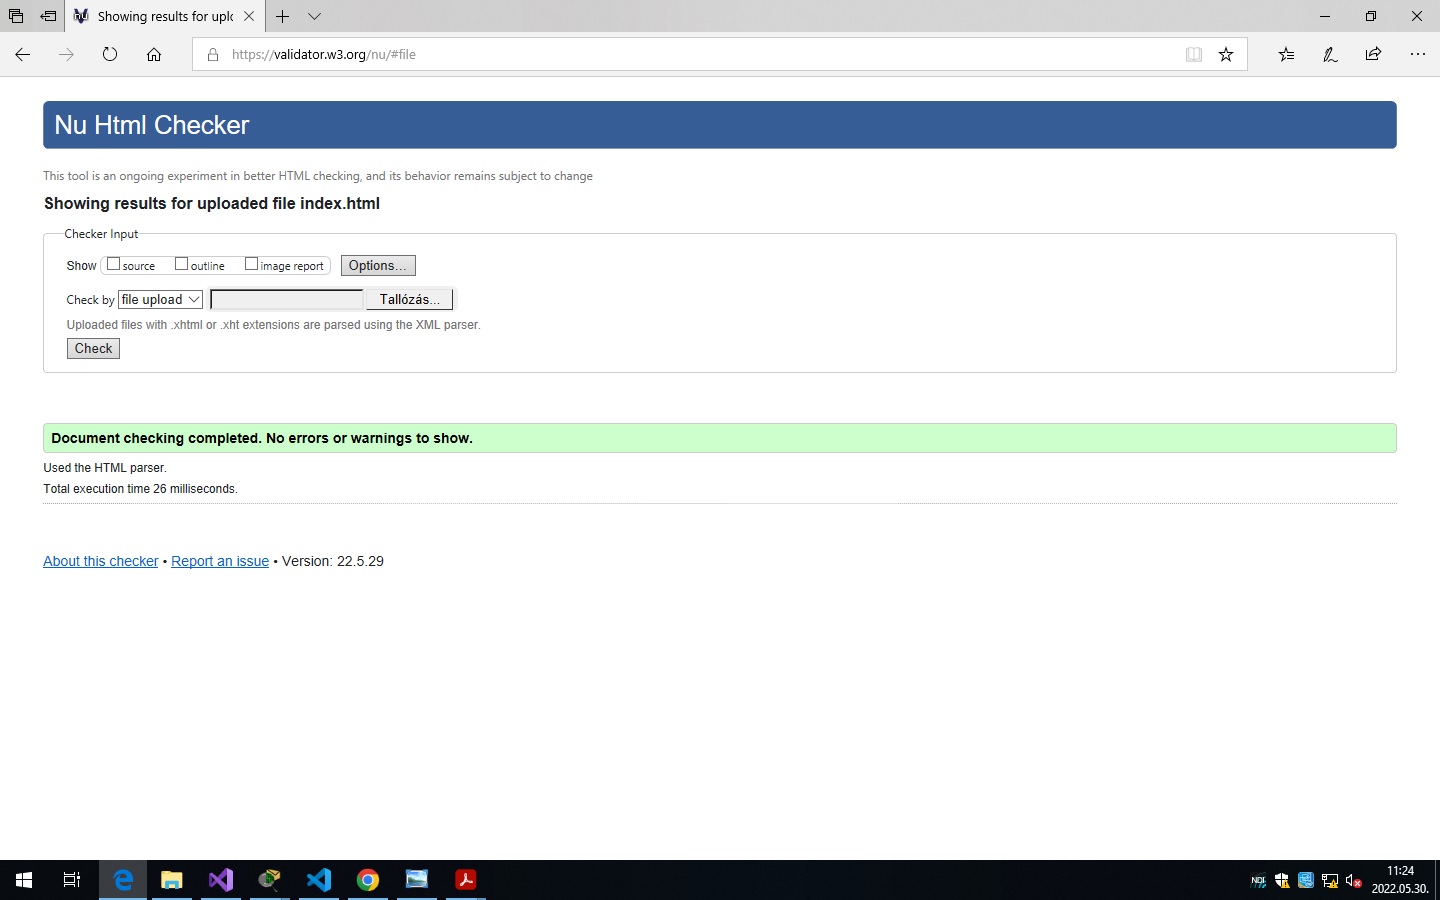 Showing results for uplo
https://validator.w3.org/nu/#file
Nu Html Checker
This tool is an ongoing experiment in better HTML checking, and its behavior remains subject to change
Showing results for uploaded file index.html
Checker Input
Show source outline image report Options...
Check by file upload Tallózás...
Uploaded files with .xhtml or .xht extensions are parsed using the XML parser.
Check
Document checking completed. No errors or warnings to show.
Used the HTML parser.
Total execution time 26 milliseconds.
About this checker • Report an issue • Version: 22.5.29
11:24
2022.05.30.